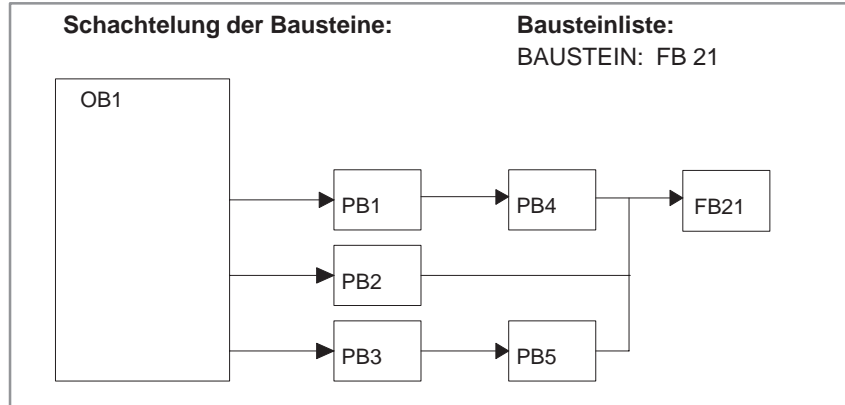 Schachtelung der Bausteine:
Bausteinliste:
BAUSTEIN: FB 21
OB1
PB1
PB4
FB21
PB2
PB3
PB5